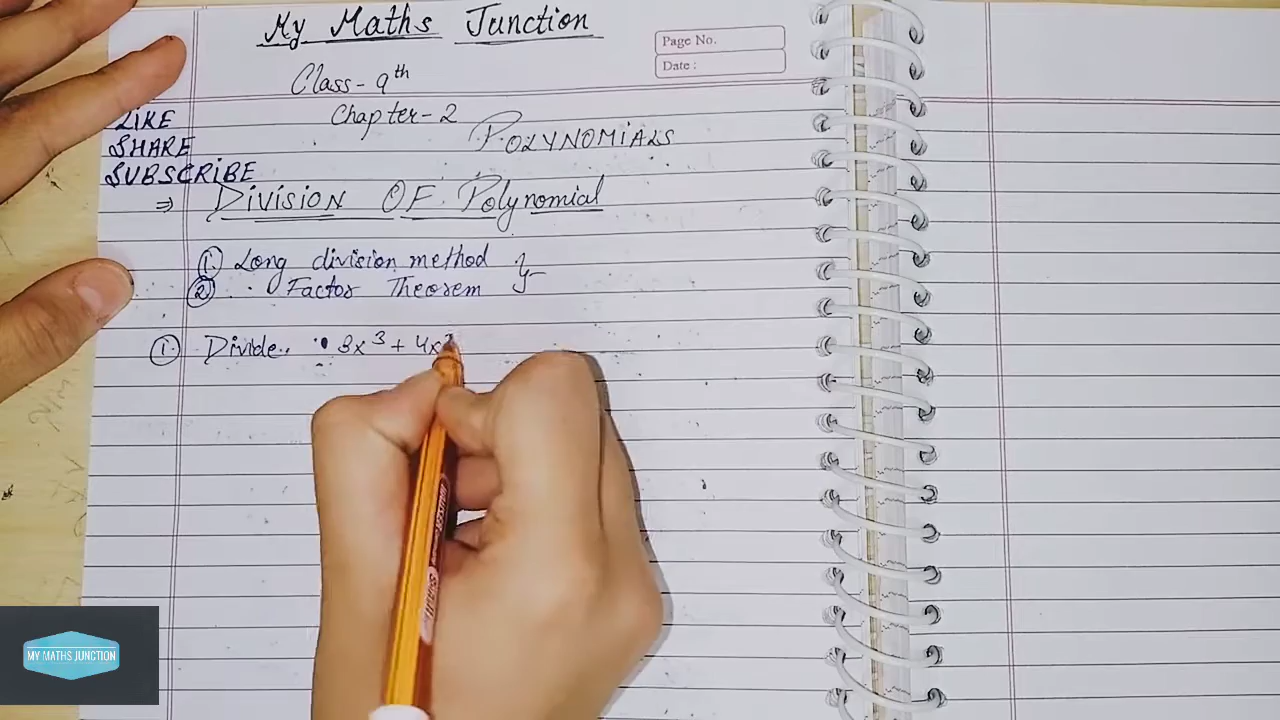 My Maths Junction
Page No.
Date :
Class - 9th
Chapter - 2
POLYNOMIALS
LIKE
SHARE
SUBSCRIBE
⇒ DIVISION OF Polynomial
① Long division method
② Factor Theorem
① Divide 3x³ + 4x
MY MATHS JUNCTION